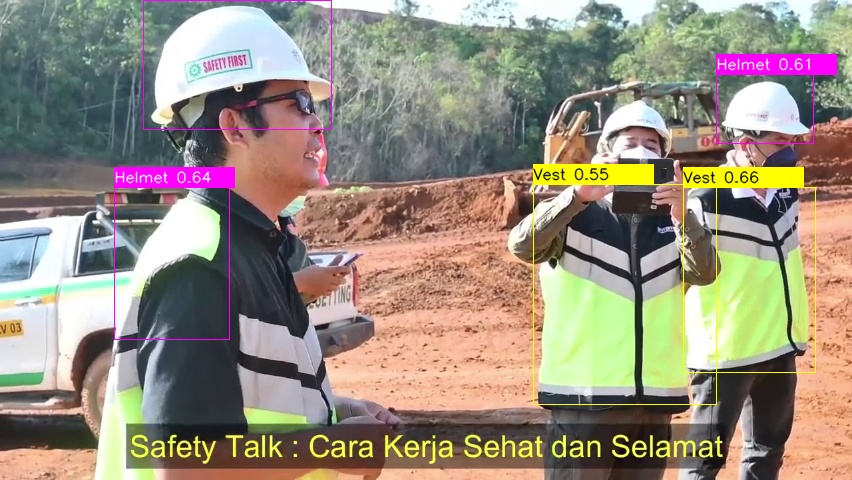 SAFETY FIRST
Helmet 0.61
Helmet 0.64
Vest 0.55
Vest 0.66
V 03
Safety Talk : Cara Kerja Sehat dan Selamat